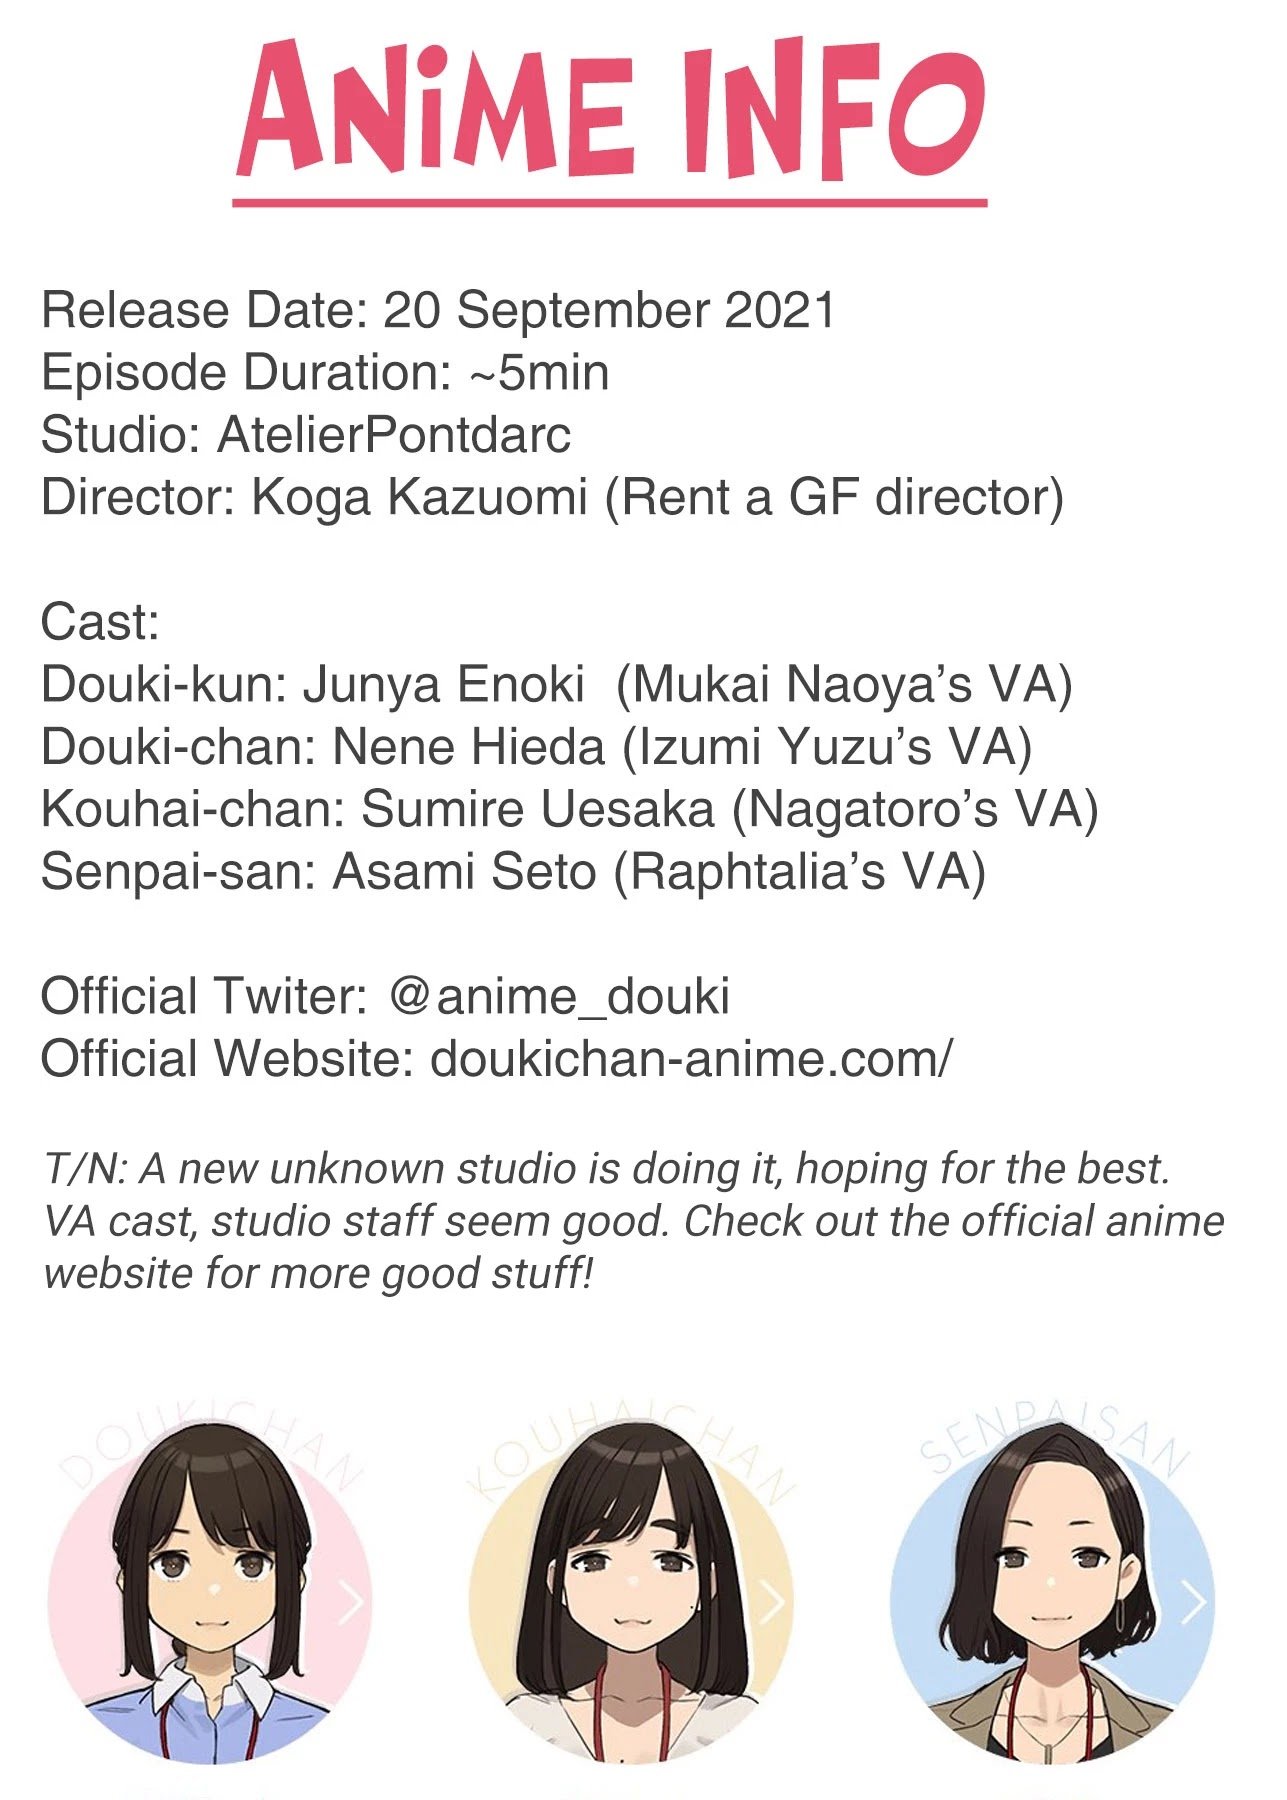 ANiME INFO
Release Date: 20 September 2021
Episode Duration: ~5min
Studio: AtelierPontdarc
Director: Koga Kazuomi (Rent a GF director)
Cast:
Douki-kun: Junya Enoki  (Mukai Naoya’s VA)
Douki-chan: Nene Hieda (Izumi Yuzu’s VA)
Kouhai-chan: Sumire Uesaka (Nagatoro’s VA)
Senpai-san: Asami Seto (Raphtalia’s VA)
Official Twiter: @anime_douki
Official Website: doukichan-anime.com/
T/N: A new unknown studio is doing it, hoping for the best.
VA cast, studio staff seem good. Check out the official anime
website for more good stuff!
DOUKICHAN
KOUHAICHAN
SENPAISAN